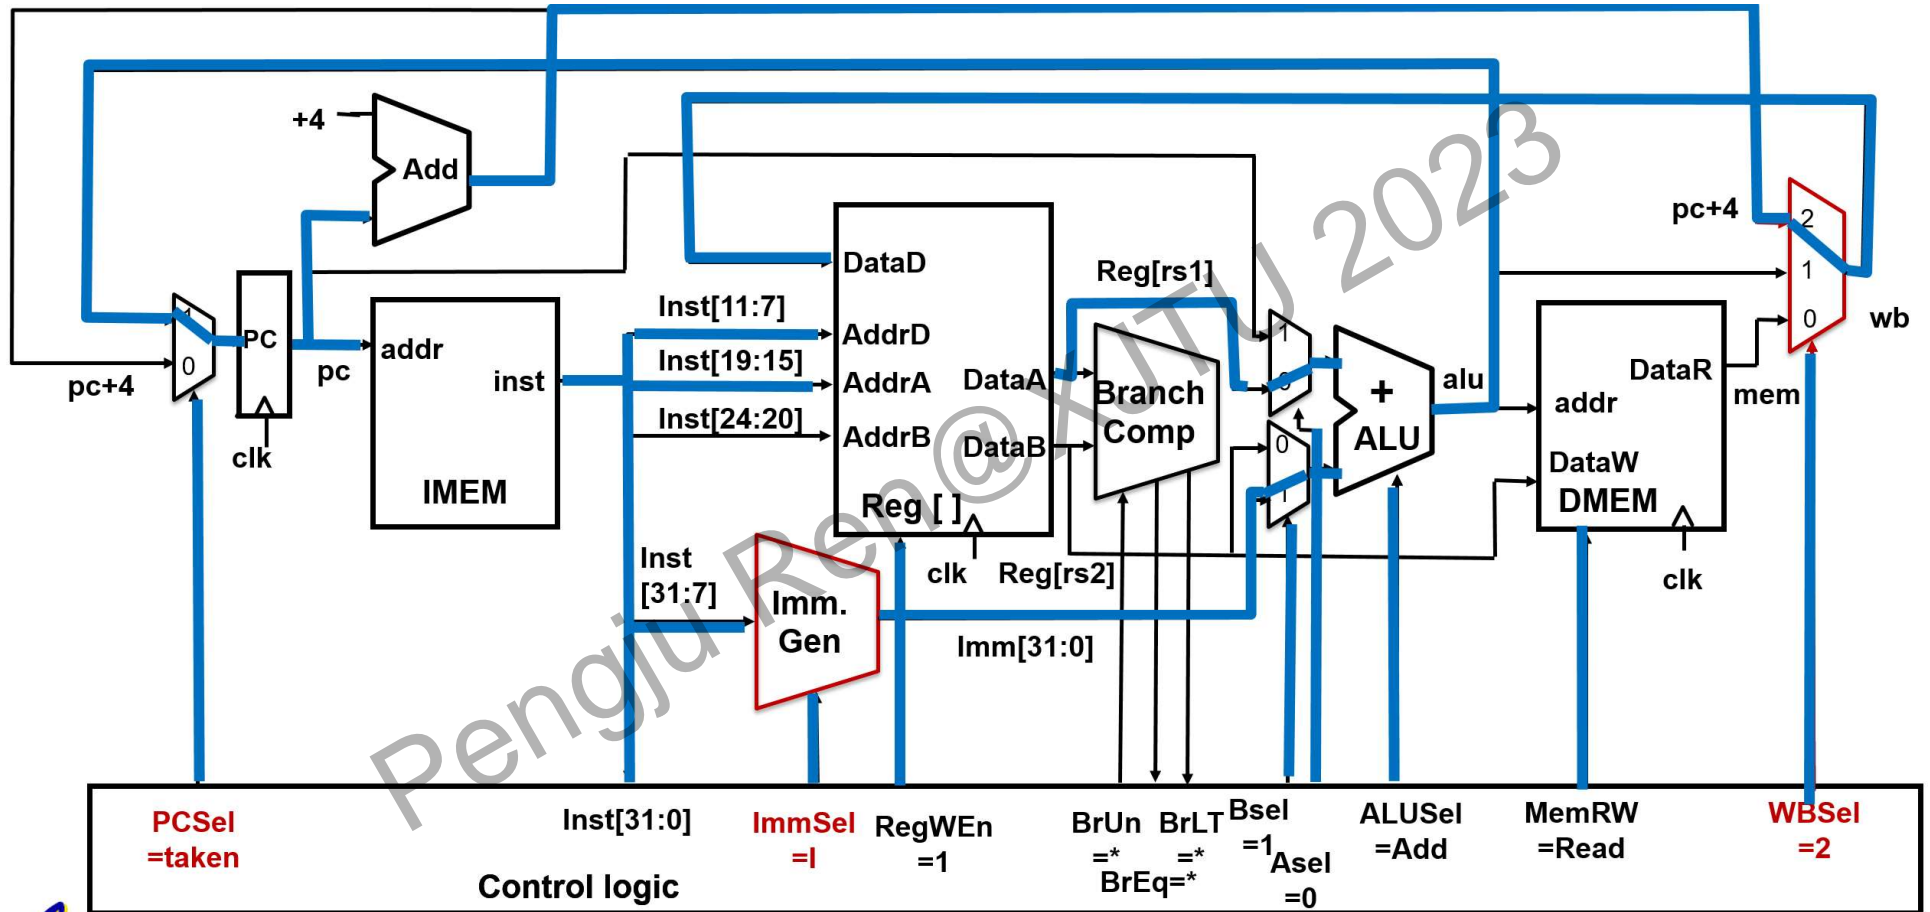 +4
Add
pc+4
1
0
PC
clk
pc
addr
inst
IMEM
Inst[11:7]
Inst[19:15]
Inst[24:20]
Inst
[31:7]
DataD
AddrD
AddrA
AddrB
DataA
DataB
Reg [ ]
clk
Imm.
Gen
Imm[31:0]
Reg[rs1]
Reg[rs2]
Branch
Comp
1
0
0
1
+
ALU
alu
addr
DataW
DMEM
DataR
clk
mem
pc+4
2
1
0
wb
PCSel
=taken
Inst[31:0]
ImmSel
=I
RegWEn
=1
BrUn
=*
BrLT
=*
BrEq=*
Bsel
=1
Asel
=0
ALUSel
=Add
MemRW
=Read
WBSel
=2
Control logic
Pengju Ren@XJTU 2023